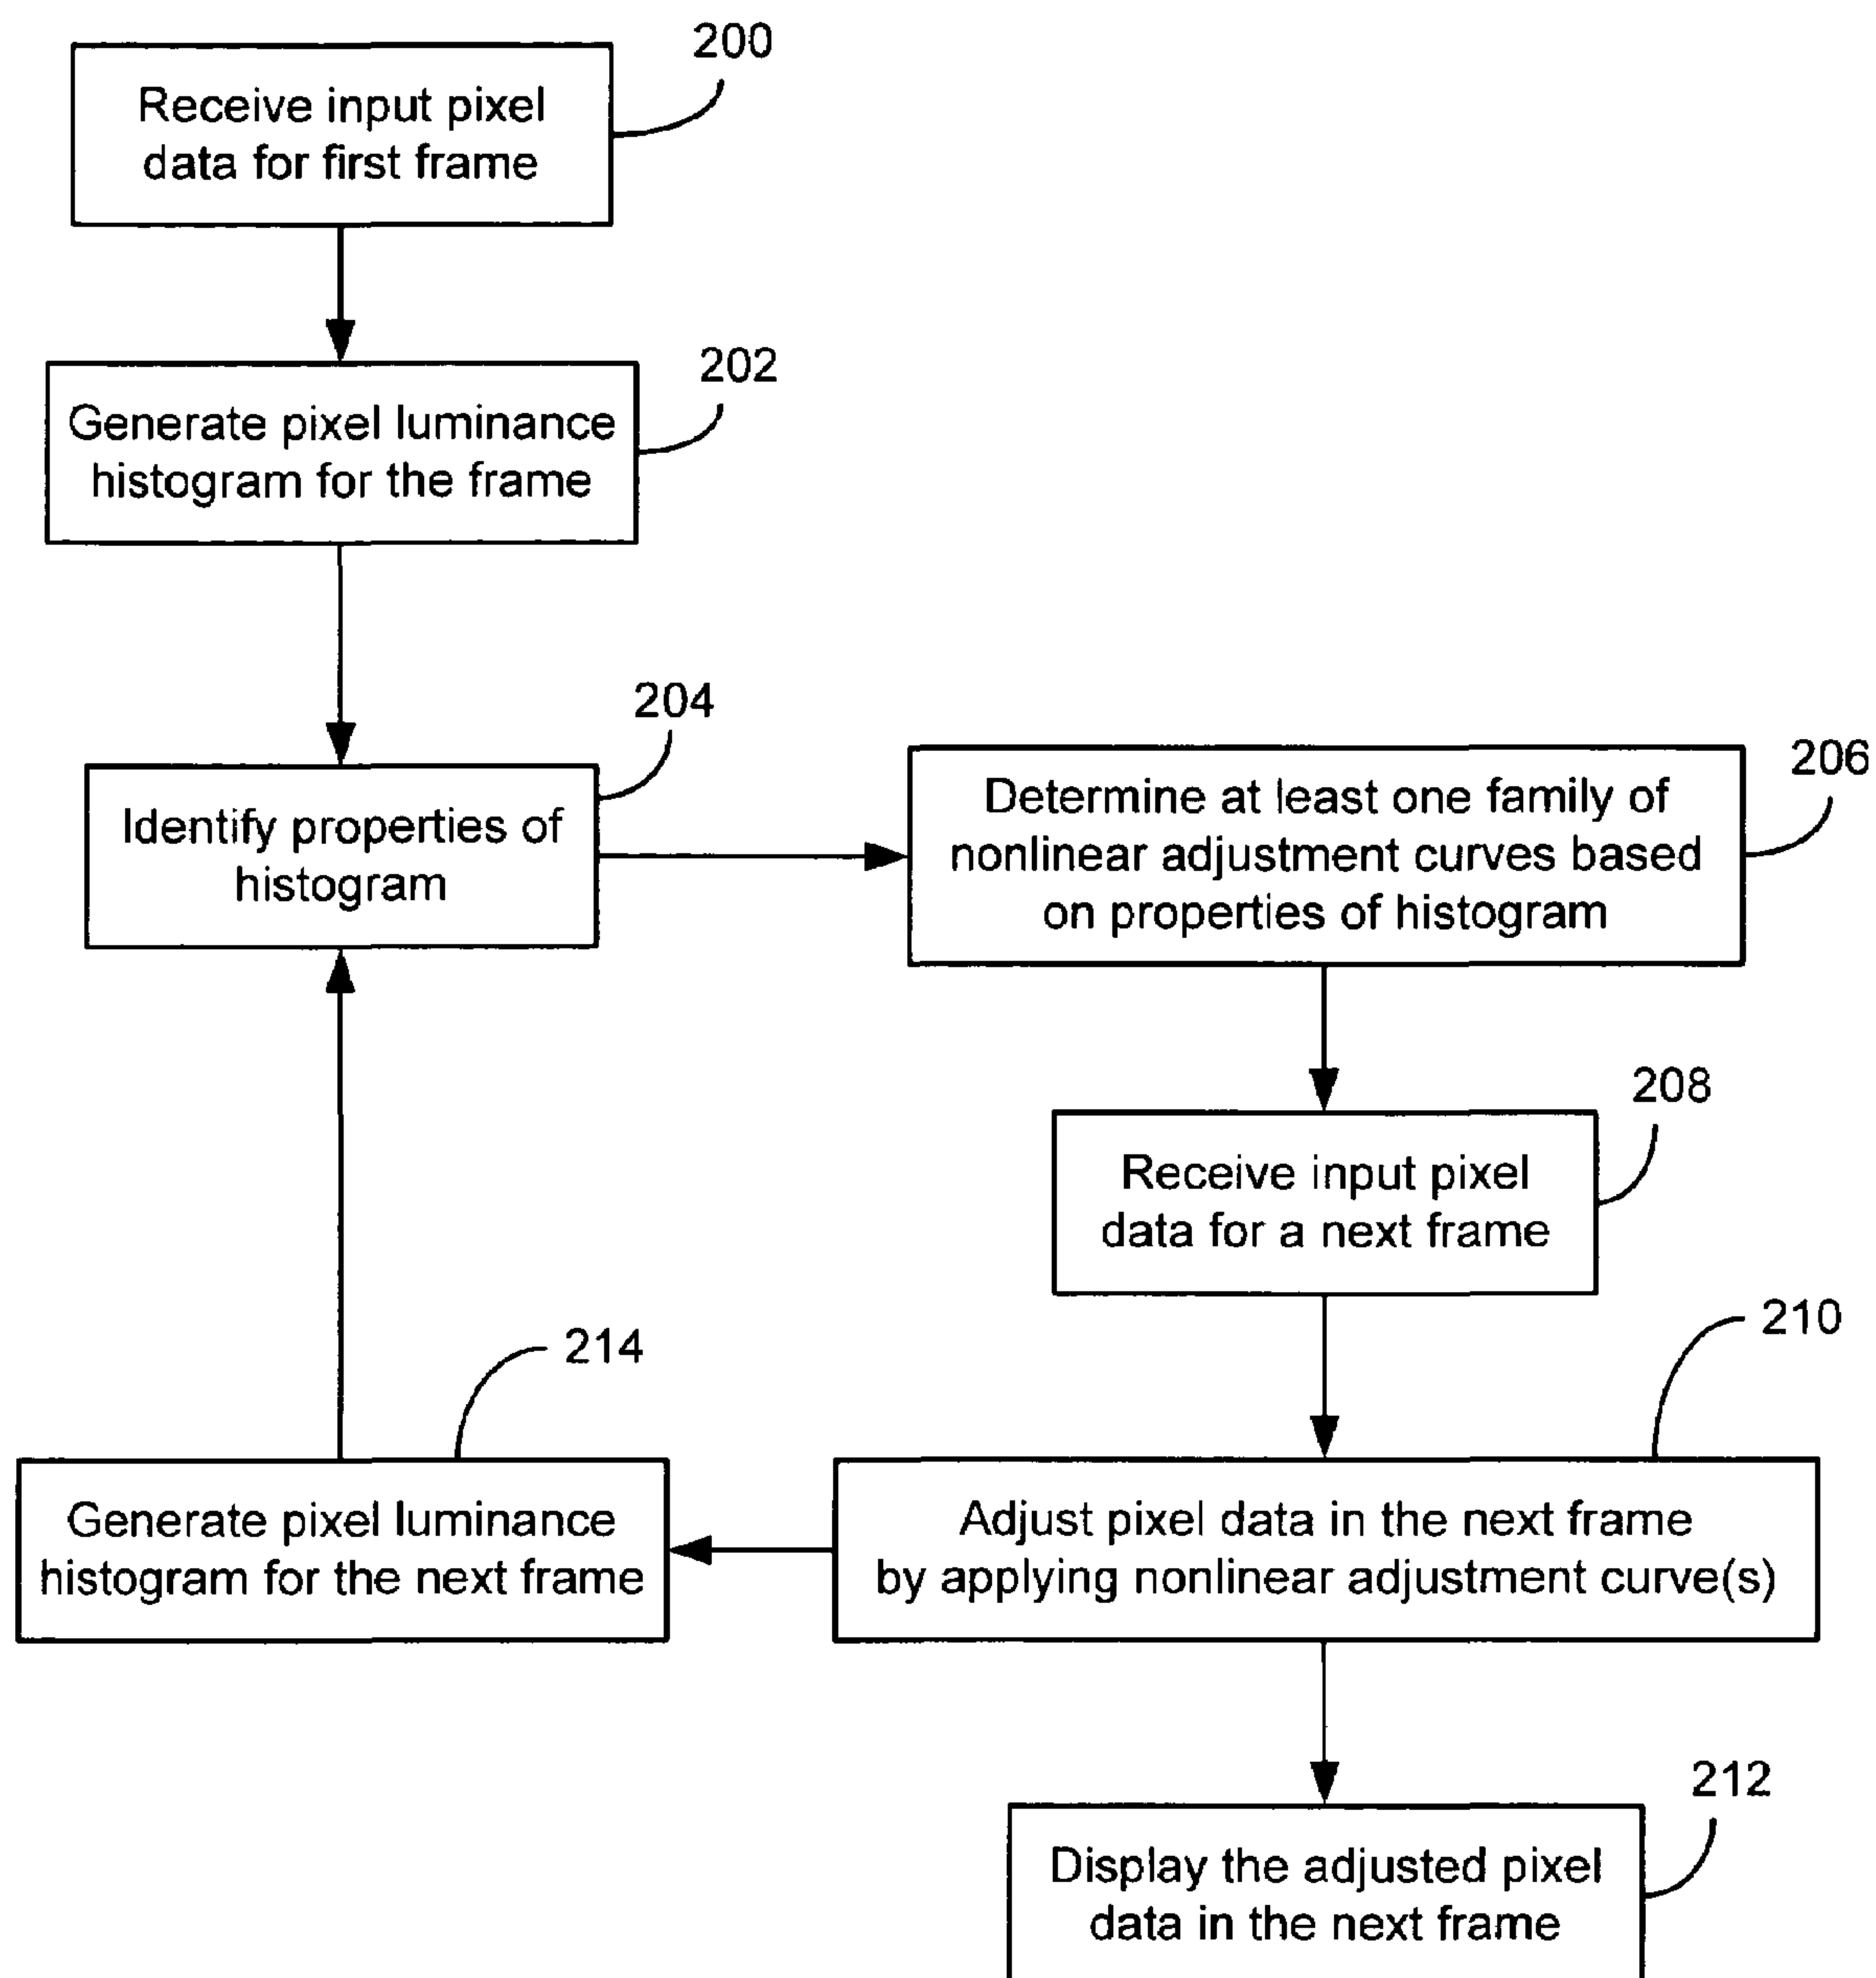 200
Receive input pixel
data for first frame
202
Generate pixel luminance
histogram for the frame
204
Identify properties of
histogram
206
Determine at least one family of
nonlinear adjustment curves based
on properties of histogram
208
Receive input pixel
data for a next frame
210
Adjust pixel data in the next frame
by applying nonlinear adjustment curve(s)
214
Generate pixel luminance
histogram for the next frame
212
Display the adjusted pixel
data in the next frame